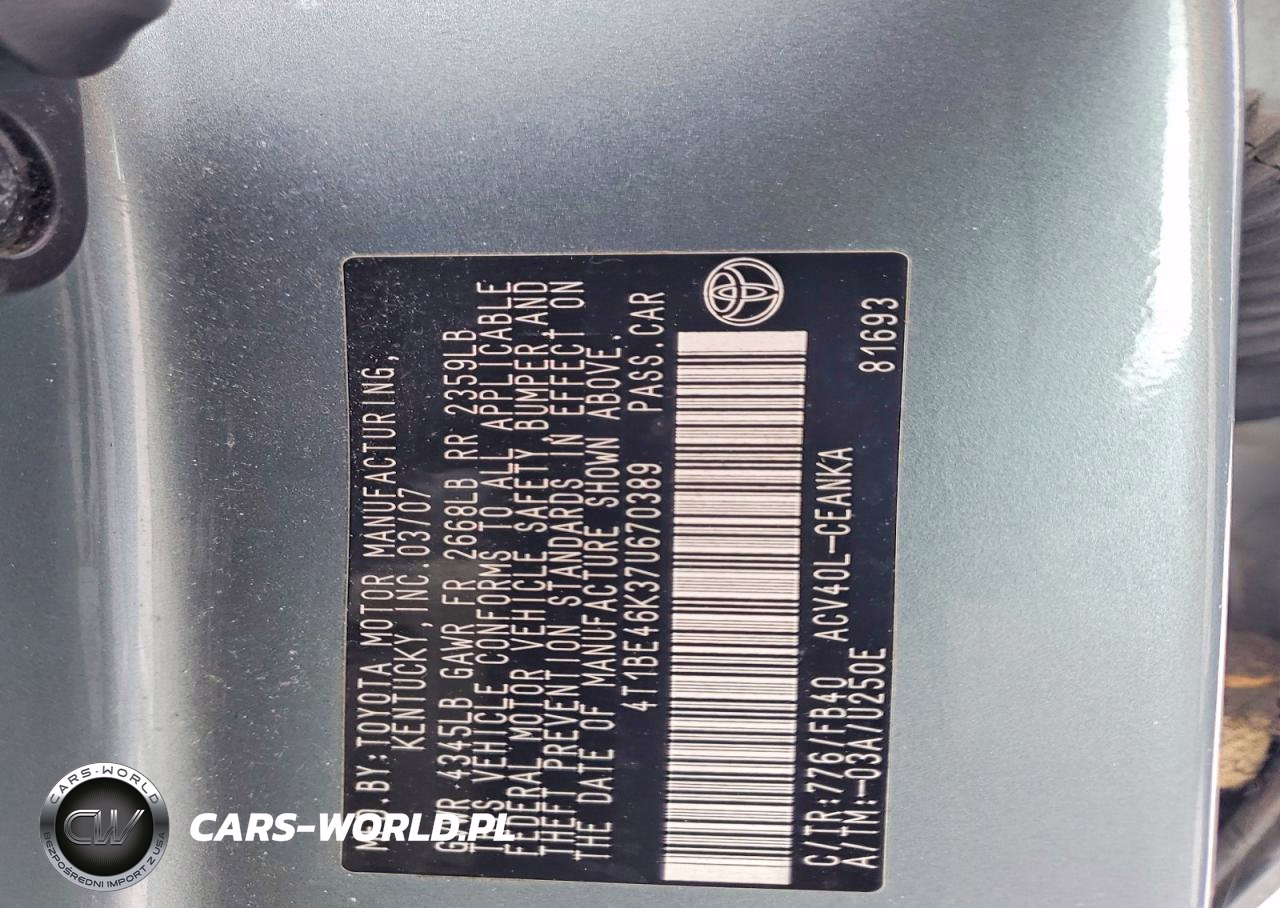 MFD.BY:TOYOTA MOTOR MANUFACTURING,
KENTUCKY,INC.03/07
GVWR 4345LB GAWR FR 2668LB RR 2359LB
THIS VEHICLE CONFORMS TO ALL APPLICABLE
FEDERAL MOTOR VEHICLE SAFETY,BUMPER,AND
THEFT PREVENTION STANDARDS IN EFFECT ON
THE DATE OF MANUFACTURE SHOWN ABOVE.
4T1BE46K37U670389 PASS.CAR
C/TR:776/FB40 ACV40L-CEANKA
A/TM:-03A/U250E 81693
CARS-WORLD
CW
BEZPOŚREDNI IMPORT Z USA
CARS-WORLD.PL